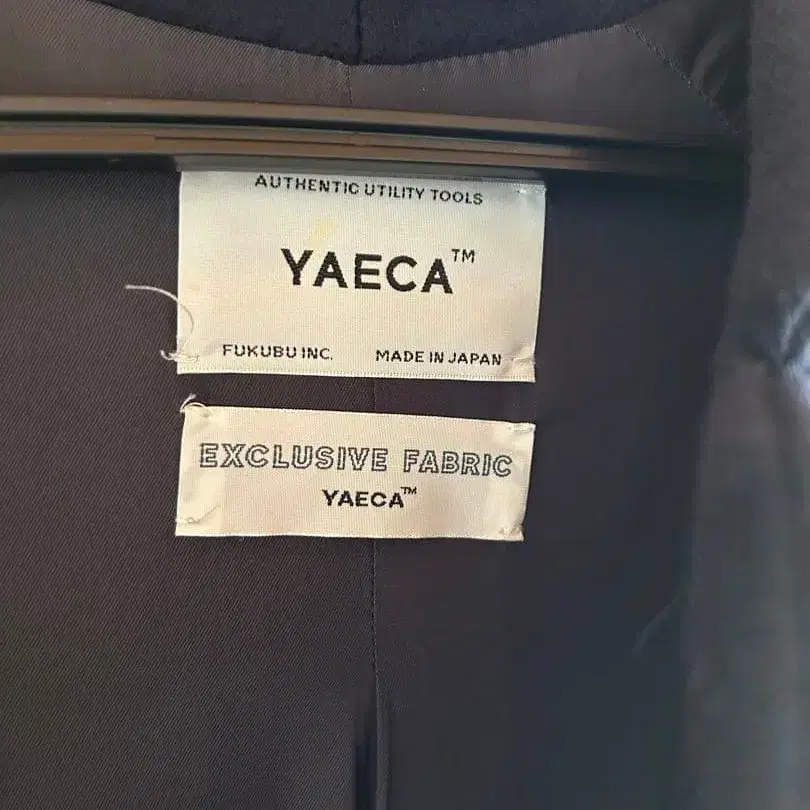 AUTHENTIC UTILITY TOOLS
YAECA™
FUKUBU INC. MADE IN JAPAN
EXCLUSIVE FABRIC
YAECA™